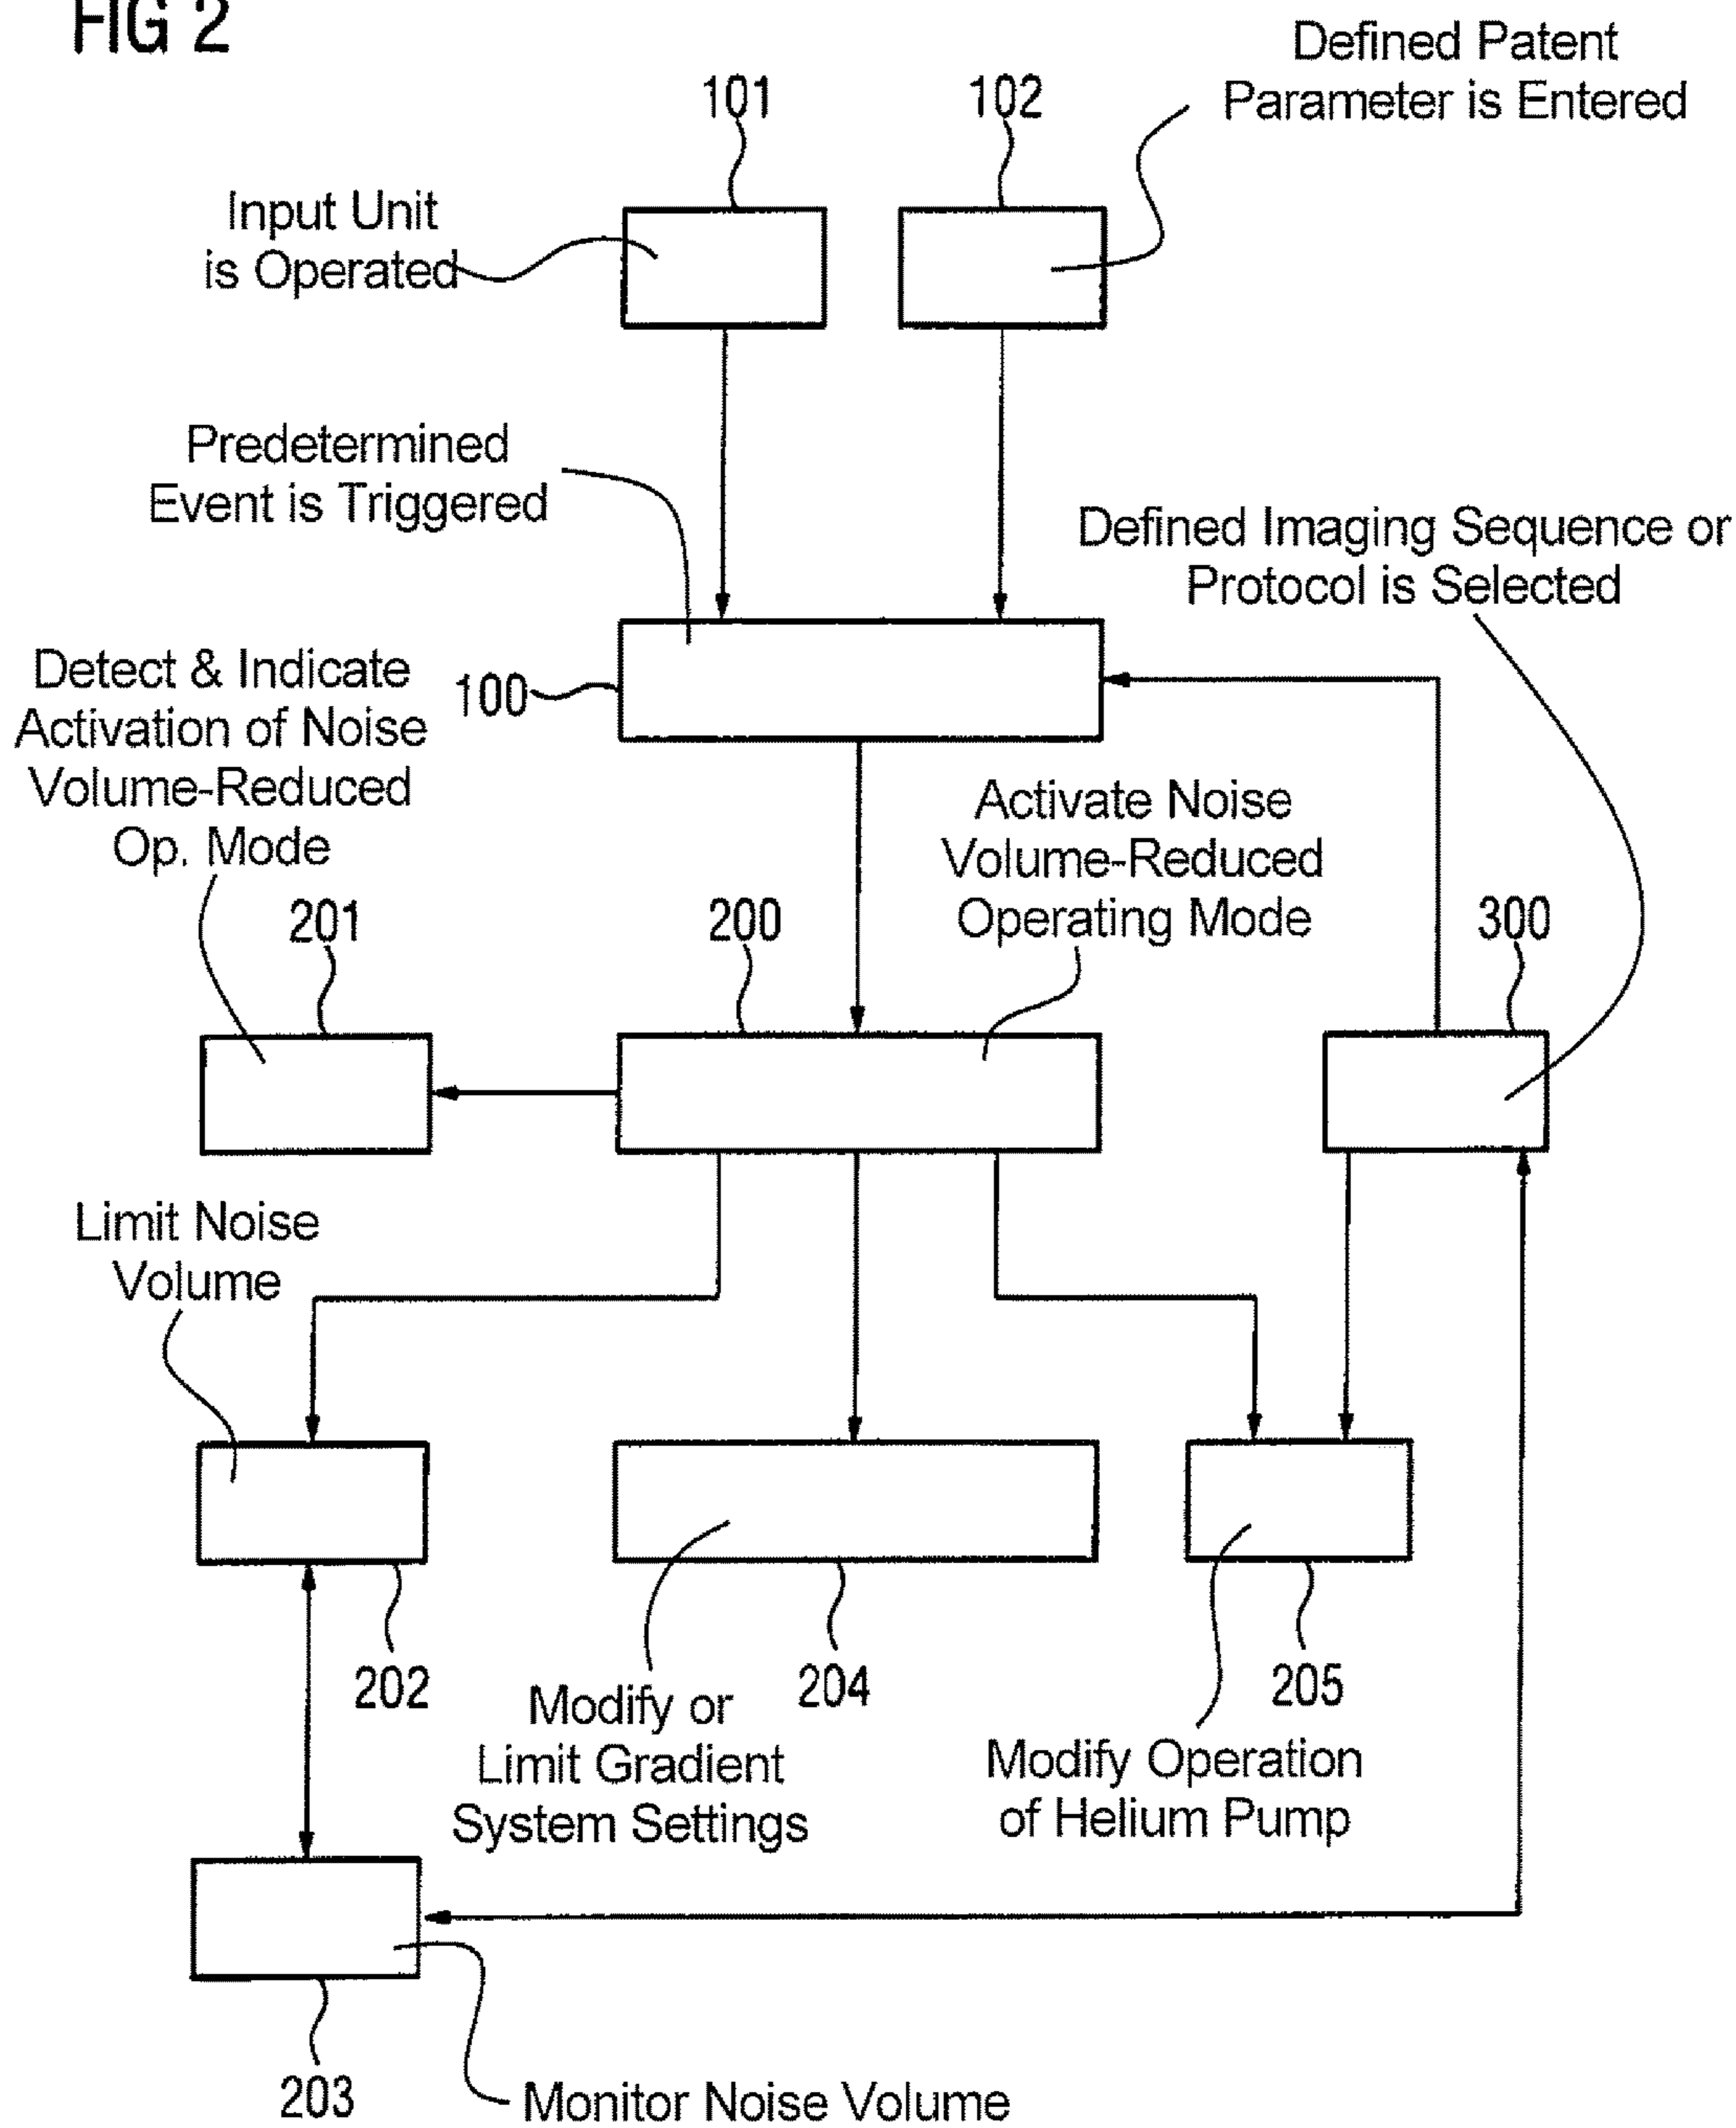 FIG 2
Defined Patent
Parameter is Entered
101
102
Input Unit
is Operated
Predetermined
Event is Triggered
Defined Imaging Sequence or
Protocol is Selected
100
Detect & Indicate
Activation of Noise
Volume-Reduced
Op. Mode
Activate Noise
Volume-Reduced
Operating Mode
201
200
300
Limit Noise
Volume
202
204
205
Modify or
Limit Gradient
System Settings
Modify Operation
of Helium Pump
203
Monitor Noise Volume